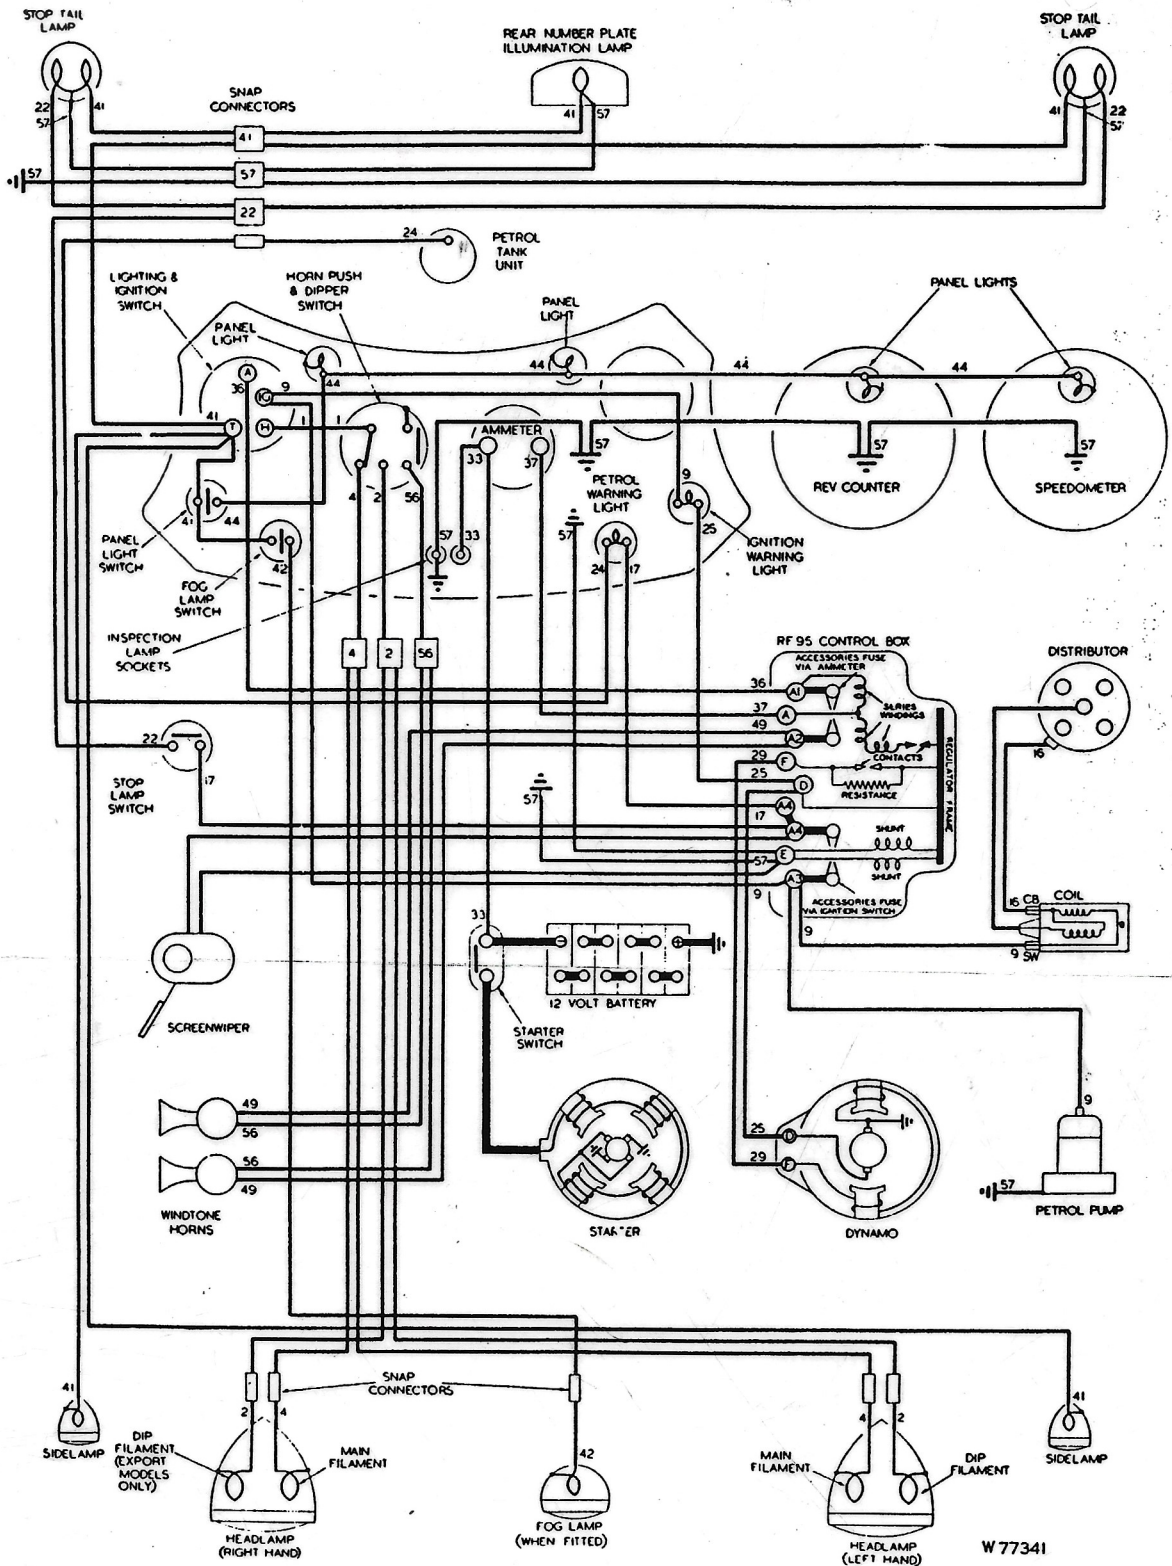 STOP TAIL
LAMP
REAR NUMBER PLATE
ILLUMINATION LAMP
STOP TAIL
LAMP
SNAP
CONNECTORS
22
57
41
41
57
41
22
57
41
57
57
22
24
PETROL
TANK
UNIT
LIGHTING &
IGNITION
SWITCH
HORN PUSH
& DIPPER
SWITCH
PANEL
LIGHT
PANEL
LIGHT
PANEL LIGHTS
A
36
9
44
44
44
44
41
T
H
1
1
AMMETER
33
37
57
57
57
4
2
56
PETROL
WARNING
LIGHT
9
REV COUNTER
SPEEDOMETER
41
44
25
PANEL
LIGHT
SWITCH
42
57
33
57
24
17
IGNITION
WARNING
LIGHT
FOG
LAMP
SWITCH
INSPECTION
LAMP
SOCKETS
4
2
56
RF 95 CONTROL BOX
ACCESSORIES FUSE
VIA AMMETER
DISTRIBUTOR
36
A1
37
A
SERIES
WINDINGS
49
A2
22
17
STOP
LAMP
SWITCH
29
F
CONTACTS
REGULATOR FRAME
16
25
D
RESISTANCE
57
A4
17
A4
SHUNT
57
E
SHUNT
9
A3
ACCESSORIES FUSE
VIA IGNITION SWITCH
16
CB
COIL
33
9
9
SW
12 VOLT BATTERY
SCREENWIPER
STARTER
SWITCH
49
56
25
D
9
56
49
29
F
57
WINDTONE
HORNS
STARTER
DYNAMO
PETROL PUMP
SNAP
CONNECTORS
41
2
4
4
2
41
SIDELAMP
DIP
FILAMENT
(EXPORT
MODELS
ONLY)
MAIN
FILAMENT
42
MAIN
FILAMENT
DIP
FILAMENT
SIDELAMP
HEADLAMP
(RIGHT HAND)
FOG LAMP
(WHEN FITTED)
HEADLAMP
(LEFT HAND)
W 77341